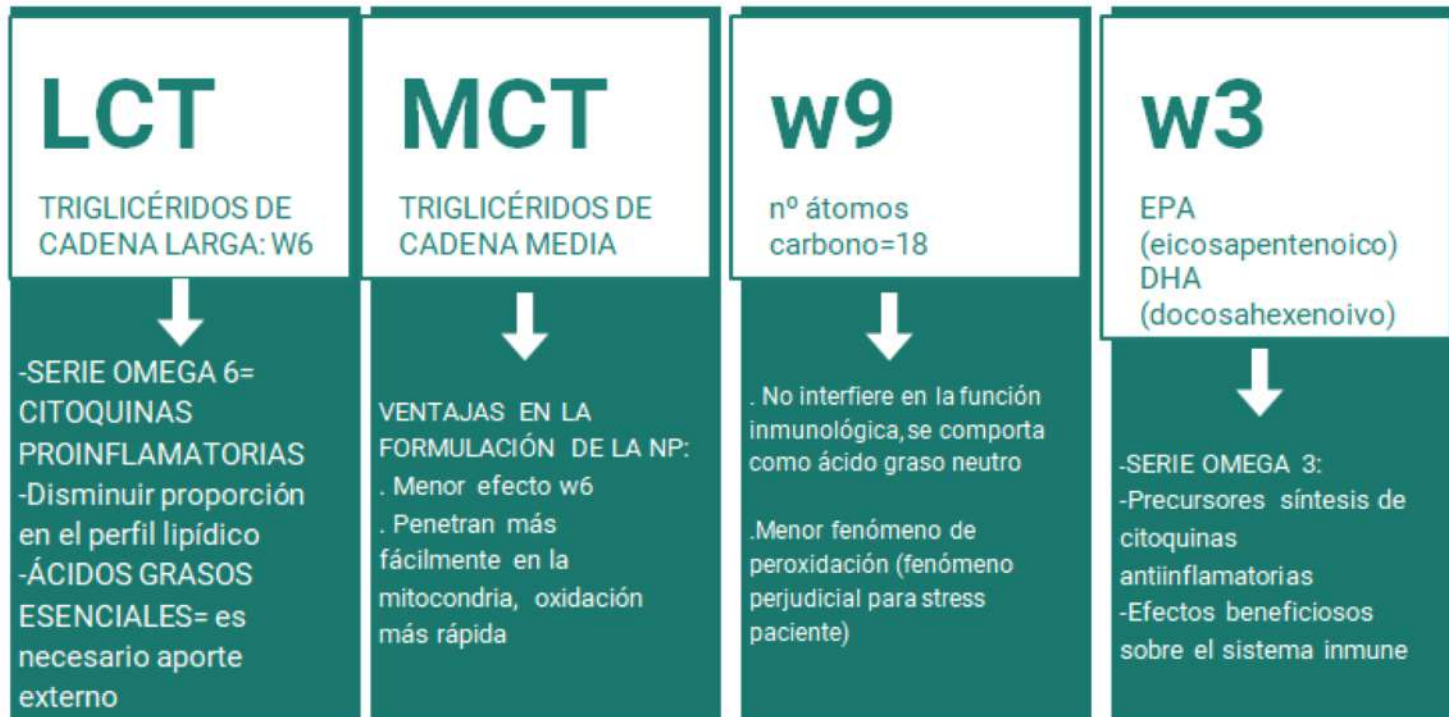 LCT
TRIGLICÉRIDOS DE
CADENA LARGA: W6
-SERIE OMEGA 6=
CITOQUINAS
PROINFLAMATORIAS
-Disminuir proporción
en el perfil lipídico
-ÁCIDOS GRASOS
ESENCIALES= es
necesario aporte
externo
MCT
TRIGLICÉRIDOS DE
CADENA MEDIA
VENTAJAS EN LA
FORMULACIÓN DE LA NP:
. Menor efecto w6
. Penetran más
fácilmente en la
mitocondria, oxidación
más rápida
w9
nº átomos
carbono=18
. No interfiere en la función
inmunológica,se comporta
como ácido graso neutro
.Menor fenómeno de
peroxidación (fenómeno
perjudicial para stress
paciente)
w3
EPA
(eicosapentenoico)
DHA
(docosahexenoivo)
-SERIE OMEGA 3:
-Precursores síntesis de
citoquinas
antiinflamatorias
-Efectos beneficiosos
sobre el sistema inmune